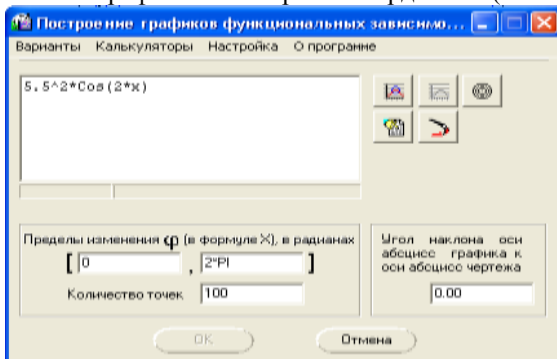 Построение графиков функциональных зависимо...
Варианты Калькуляторы Настройка О программе
5.5^2*Cos(2*x)
Пределы изменения φ (в формуле X), в радианах
[ 0 , 2*PI ]
Количество точек 100
Угол наклона оси
абсцисс графика к
оси абсцисс чертежа
0.00
OK Отмена